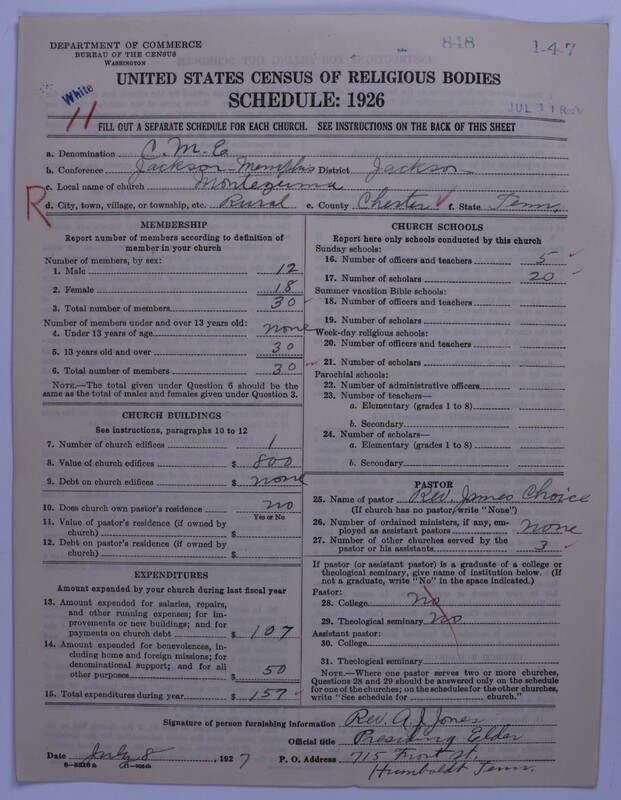 848
1-4-7
DEPARTMENT OF COMMERCE
BUREAU OF THE CENSUS
WASHINGTON
UNITED STATES CENSUS OF RELIGIOUS BODIES
SCHEDULE: 1926
White
11
JUL 11 Rec'd
FILL OUT A SEPARATE SCHEDULE FOR EACH CHURCH. SEE INSTRUCTIONS ON THE BACK OF THIS SHEET
a. Denomination C. M. E.
b. Conference Jackson-Memphis District Jackson
c. Local name of church Montezuma
R d. City, town, village, or township, etc. Rural e. County Chester f. State Tenn.
MEMBERSHIP
Report number of members according to definition of
member in your church
Number of members, by sex:
1. Male 12
2. Female 18
3. Total number of members 30
Number of members under and over 13 years old:
4. Under 13 years of age none
5. 13 years old and over 30
6. Total number of members 30
NOTE.—The total given under Question 6 should be
same as the total of males and females given under Question 3.
CHURCH BUILDINGS
See instructions, paragraphs 10 to 12
7. Number of church edifices 1
8. Value of church edifices $ 800
9. Debt on church edifices $ none
10. Does church own pastor's residence no
Yes or No
11. Value of pastor's residence (if owned by
church) $
12. Debt on pastor's residence (if owned by
church) $
EXPENDITURES
Amount expended by your church during last fiscal year
13. Amount expended for salaries, repairs,
and other running expenses; for im-
provements or new buildings; and for
payments on church debt $ 107
14. Amount expended for benevolences, in-
cluding home and foreign missions; for
denominational support; and for all
other purposes $ 50
15. Total expenditures during year $ 157
CHURCH SCHOOLS
Report here only schools conducted by this church
Sunday schools:
16. Number of officers and teachers 5
17. Number of scholars 20
Summer vacation Bible schools:
18. Number of officers and teachers
19. Number of scholars
Week-day religious schools:
20. Number of officers and teachers
21. Number of scholars
Parochial schools:
22. Number of administrative officers
23. Number of teachers—
a. Elementary (grades 1 to 8)
b. Secondary
24. Number of scholars—
a. Elementary (grades 1 to 8)
b. Secondary
PASTOR
25. Name of pastor Rev. James Choice
(If church has no pastor, write "None")
26. Number of ordained ministers, if any, em-
ployed as assistant pastors none
27. Number of other churches served by the
pastor or his assistants 3
If pastor (or assistant pastor) is a graduate of a college or
theological seminary, give name of institution below. (If
not a graduate, write "No" in the space indicated.)
Pastor:
28. College No
29. Theological seminary No
Assistant pastor:
30. College
31. Theological seminary
NOTE.—Where one pastor serves two or more churches,
Questions 28 and 29 should be answered only on the schedule
for one of the churches; on the schedules for the other churches,
write "See schedule for church."
Signature of person furnishing information Rev. A. J. Jones
Official title Presiding Elder
Date July 8, 1927 P. O. Address 715 Front St.
Humboldt Tenn.